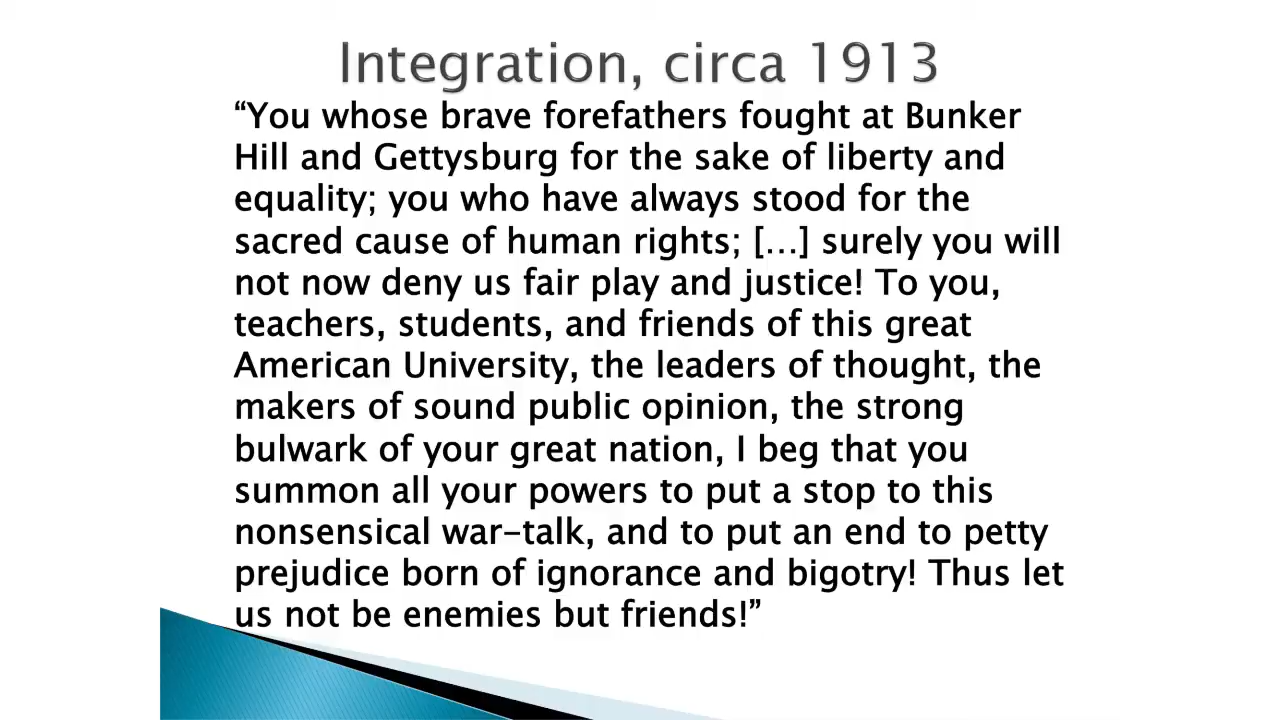 Integration, circa 1913
“You whose brave forefathers fought at Bunker
Hill and Gettysburg for the sake of liberty and
equality; you who have always stood for the
sacred cause of human rights; […] surely you will
not now deny us fair play and justice! To you,
teachers, students, and friends of this great
American University, the leaders of thought, the
makers of sound public opinion, the strong
bulwark of your great nation, I beg that you
summon all your powers to put a stop to this
nonsensical war-talk, and to put an end to petty
prejudice born of ignorance and bigotry! Thus let
us not be enemies but friends!”